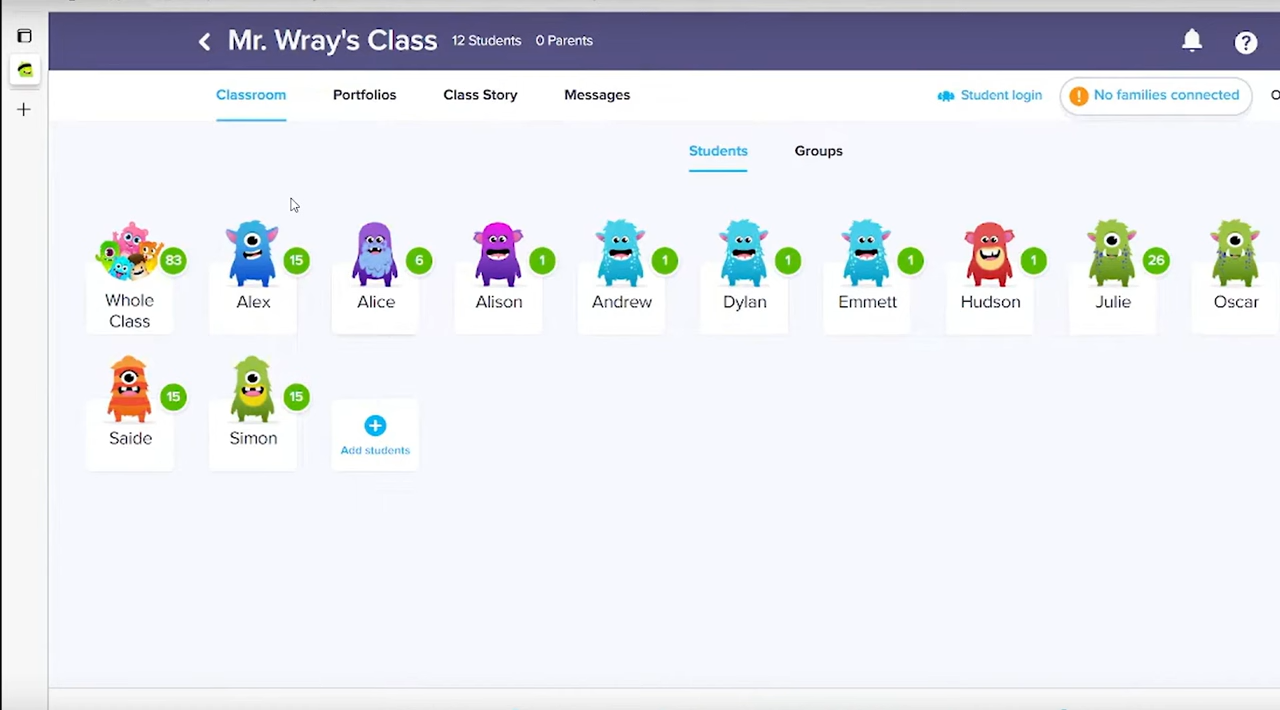 Mr. Wray's Class 12 Students 0 Parents
?
Classroom Portfolios Class Story Messages Student login ! No families connected
Students Groups
83 15 6 1 1 1 1 1 26
Whole Class Alex Alice Alison Andrew Dylan Emmett Hudson Julie Oscar
15 15
Saide Simon
Add students